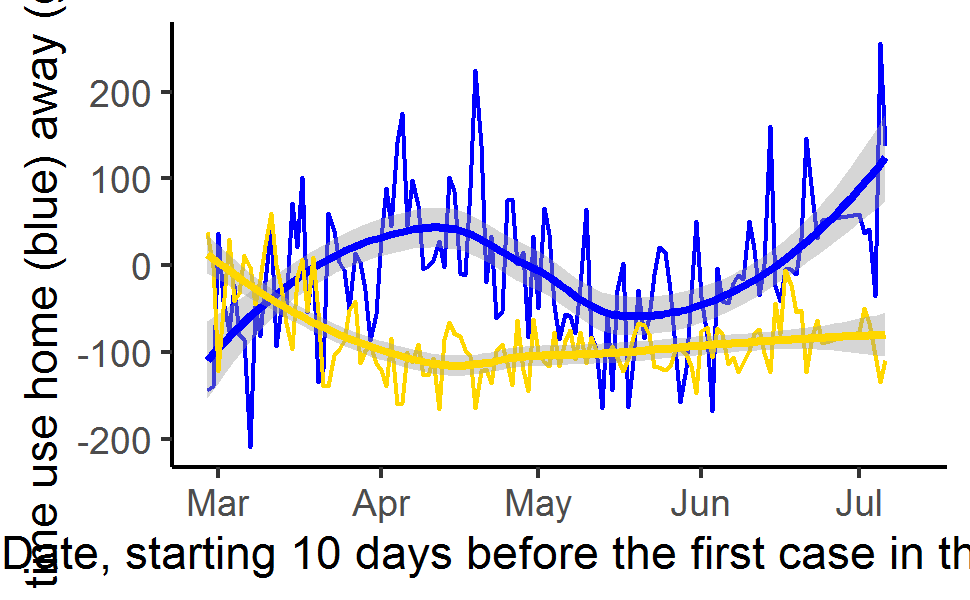 time use home (blue) away (
200
100
0
-100
-200
Mar Apr May Jun Jul
Date, starting 10 days before the first case in th